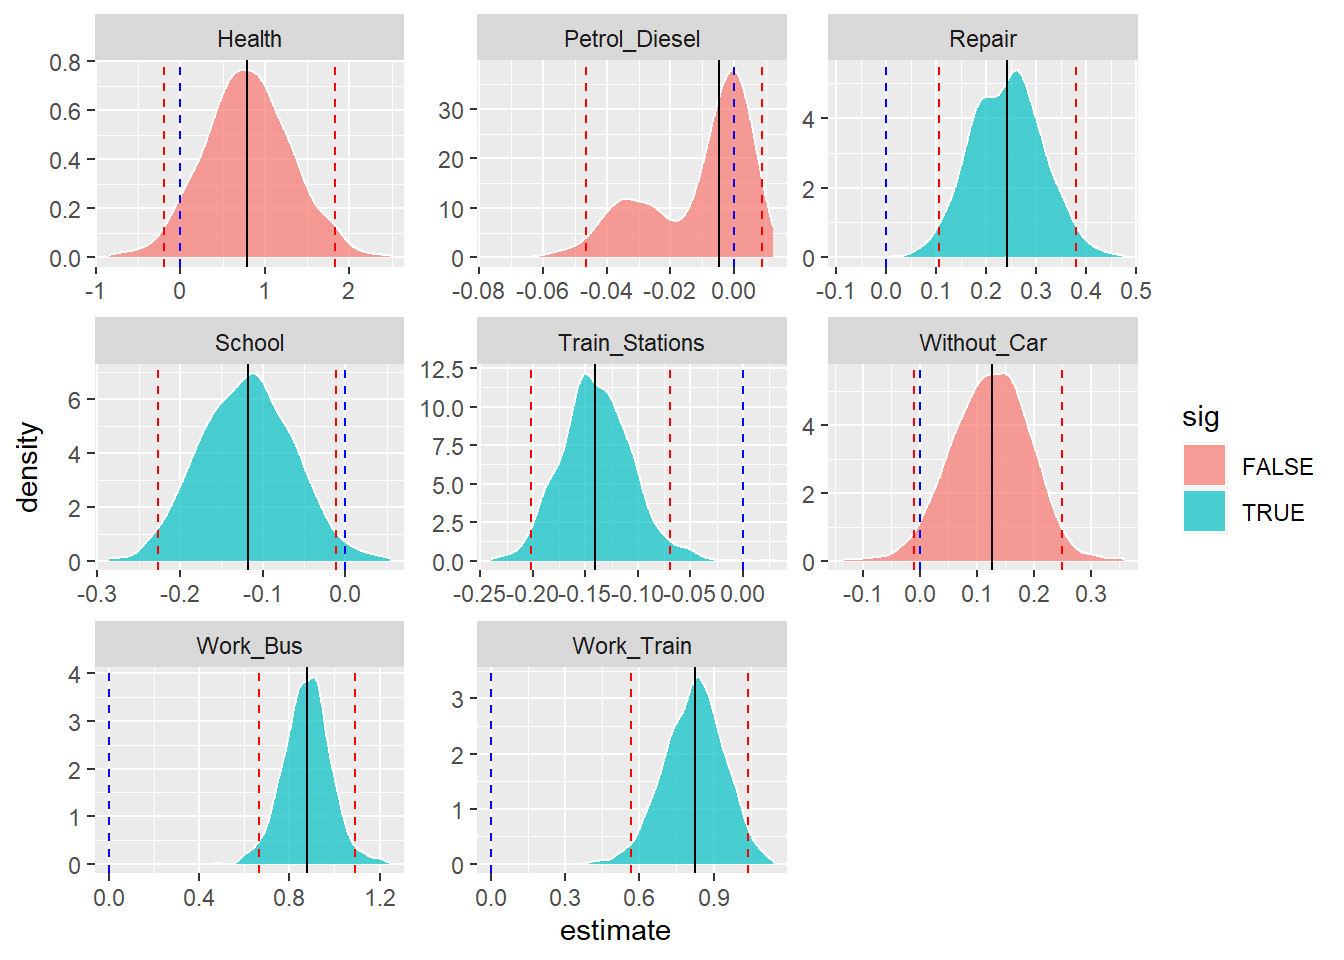 Health
Petrol_Diesel
Repair
0.8
0.6
0.4
0.2
0.0
30
20
10
0
4
2
0
-1 0 1 2
-0.08 -0.06 -0.04 -0.02 0.00
-0.1 0.0 0.1 0.2 0.3 0.4 0.5
School
Train_Stations
Without_Car
6
4
2
0
12.5
10.0
7.5
5.0
2.5
0.0
4
2
0
-0.3 -0.2 -0.1 0.0
-0.25 -0.20 -0.15 -0.10 -0.05 0.00
-0.1 0.0 0.1 0.2 0.3
Work_Bus
Work_Train
4
3
2
1
0
3
2
1
0
0.0 0.4 0.8 1.2
0.0 0.3 0.6 0.9
density
estimate
sig
FALSE
TRUE